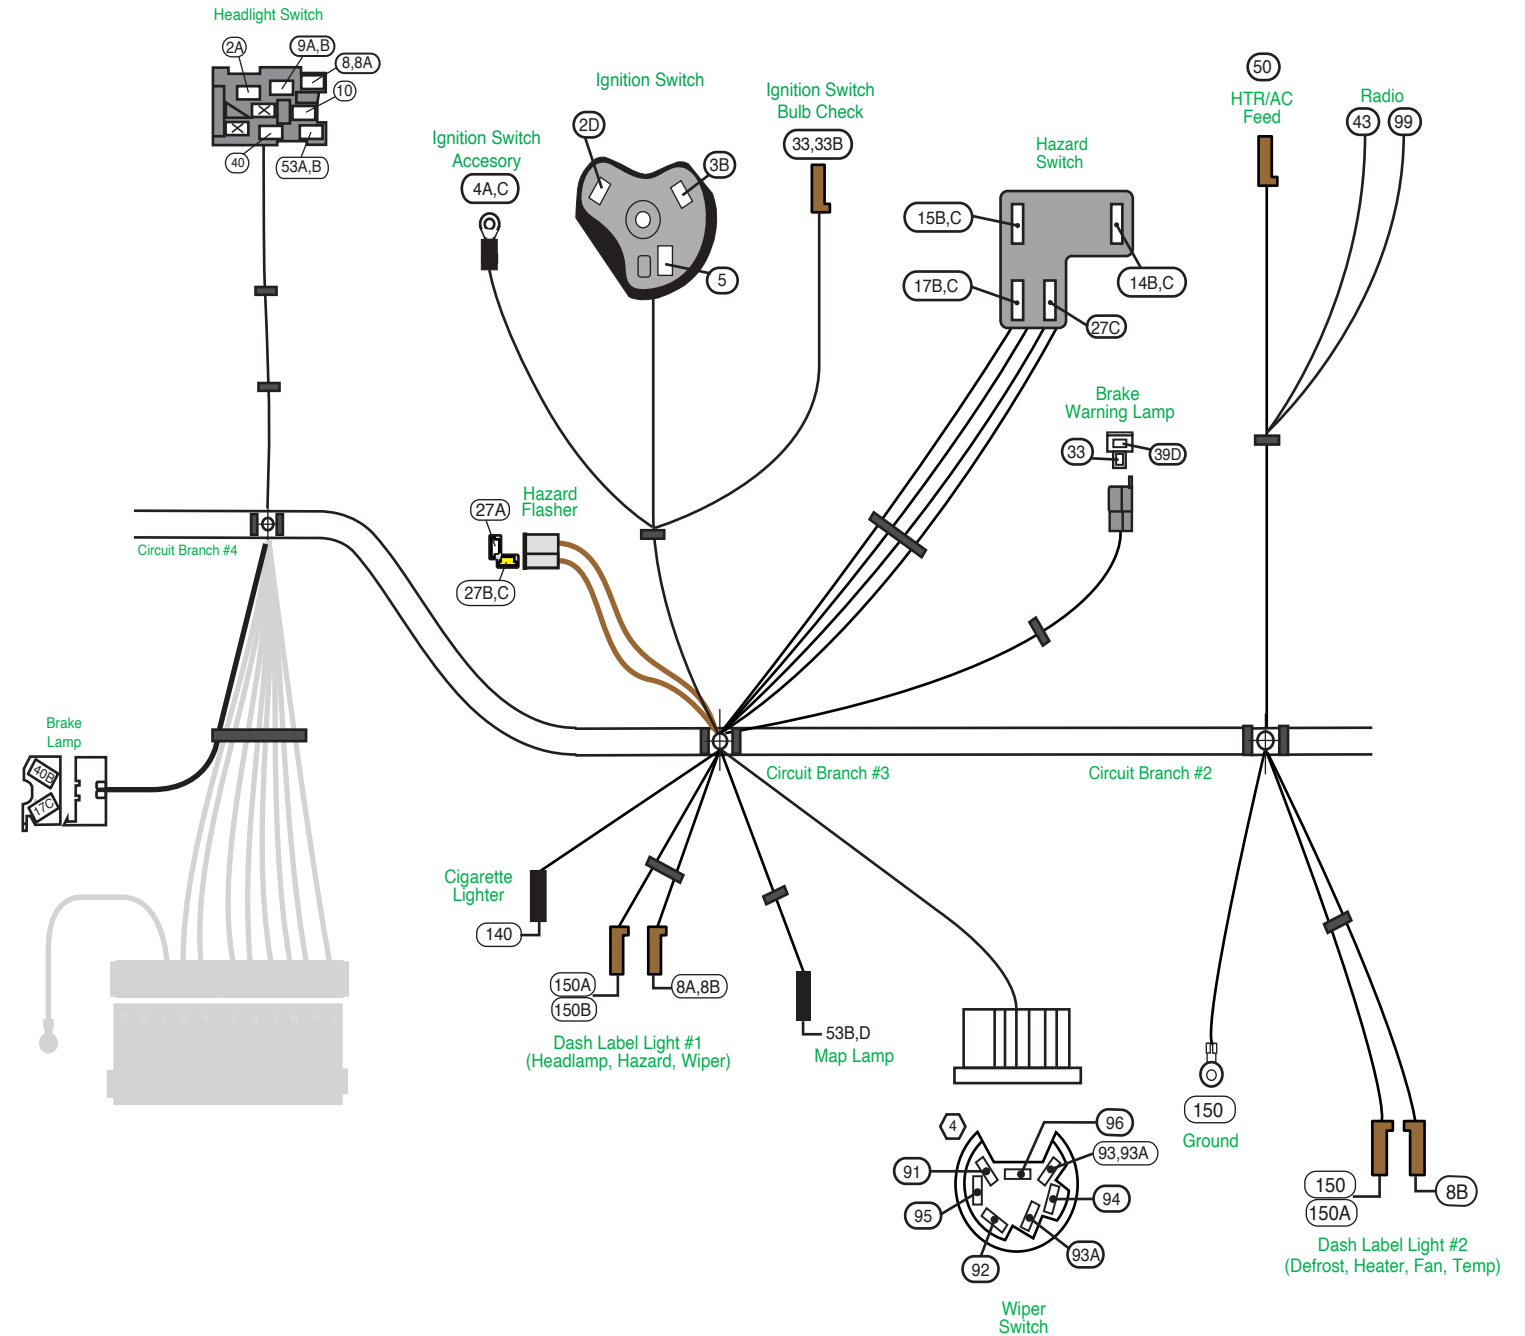 Headlight Switch
2A
9A,B
8,8A
10
40
53A,B
Ignition Switch
2D
3B
5
Ignition Switch
Accesory
4A,C
Ignition Switch
Bulb Check
33,33B
Hazard
Switch
15B,C
17B,C
14B,C
27C
50
HTR/AC
Feed
Radio
43
99
Brake
Warning Lamp
33
39D
Hazard
Flasher
27A
27B,C
Circuit Branch #4
Brake
Lamp
40B
17C
Circuit Branch #3
Circuit Branch #2
Cigarette
Lighter
140
150A
150B
8A,8B
Dash Label Light #1
(Headlamp, Hazard, Wiper)
53B,D
Map Lamp
D E F G H J K L M N P
4
96
93,93A
91
94
95
92
93A
Wiper
Switch
150
Ground
150
150A
8B
Dash Label Light #2
(Defrost, Heater, Fan, Temp)